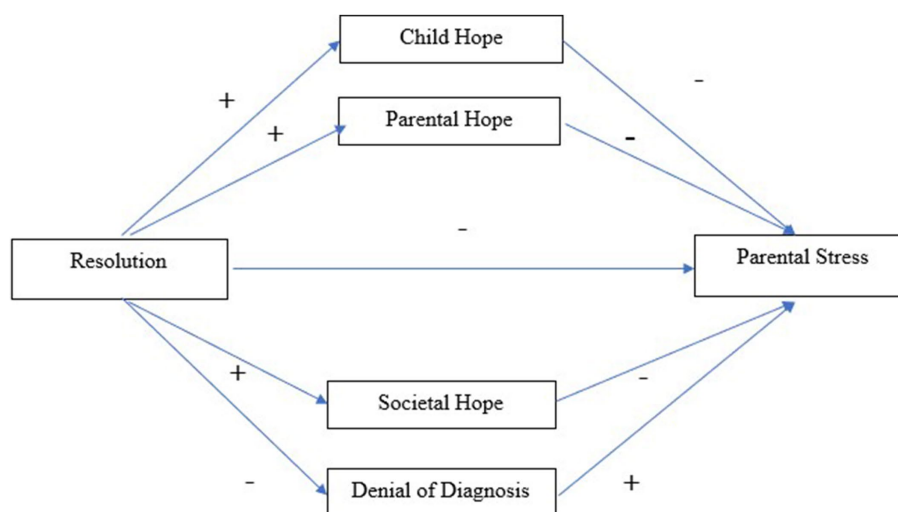 Child Hope
-
+
Parental Hope
+
-
-
Resolution
Parental Stress
+
-
Societal Hope
-
Denial of Diagnosis
+